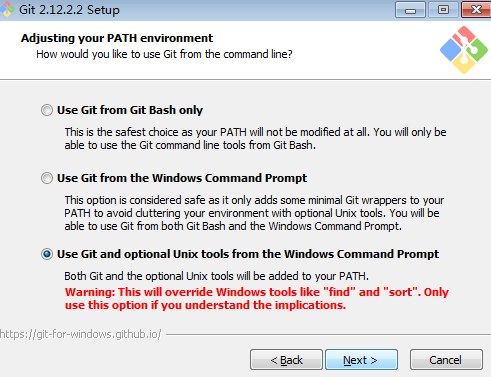 Git 2.12.2.2 Setup
Adjusting your PATH environment
How would you like to use Git from the command line?
Use Git from Git Bash only
This is the safest choice as your PATH will not be modified at all. You will only be
able to use the Git command line tools from Git Bash.
Use Git from the Windows Command Prompt
This option is considered safe as it only adds some minimal Git wrappers to your
PATH to avoid cluttering your environment with optional Unix tools. You will be
able to use Git from both Git Bash and the Windows Command Prompt.
Use Git and optional Unix tools from the Windows Command Prompt
Both Git and the optional Unix tools will be added to your PATH.
Warning: This will override Windows tools like "find" and "sort". Only
use this option if you understand the implications.
https://git-for-windows.github.io/
< Back
Next >
Cancel